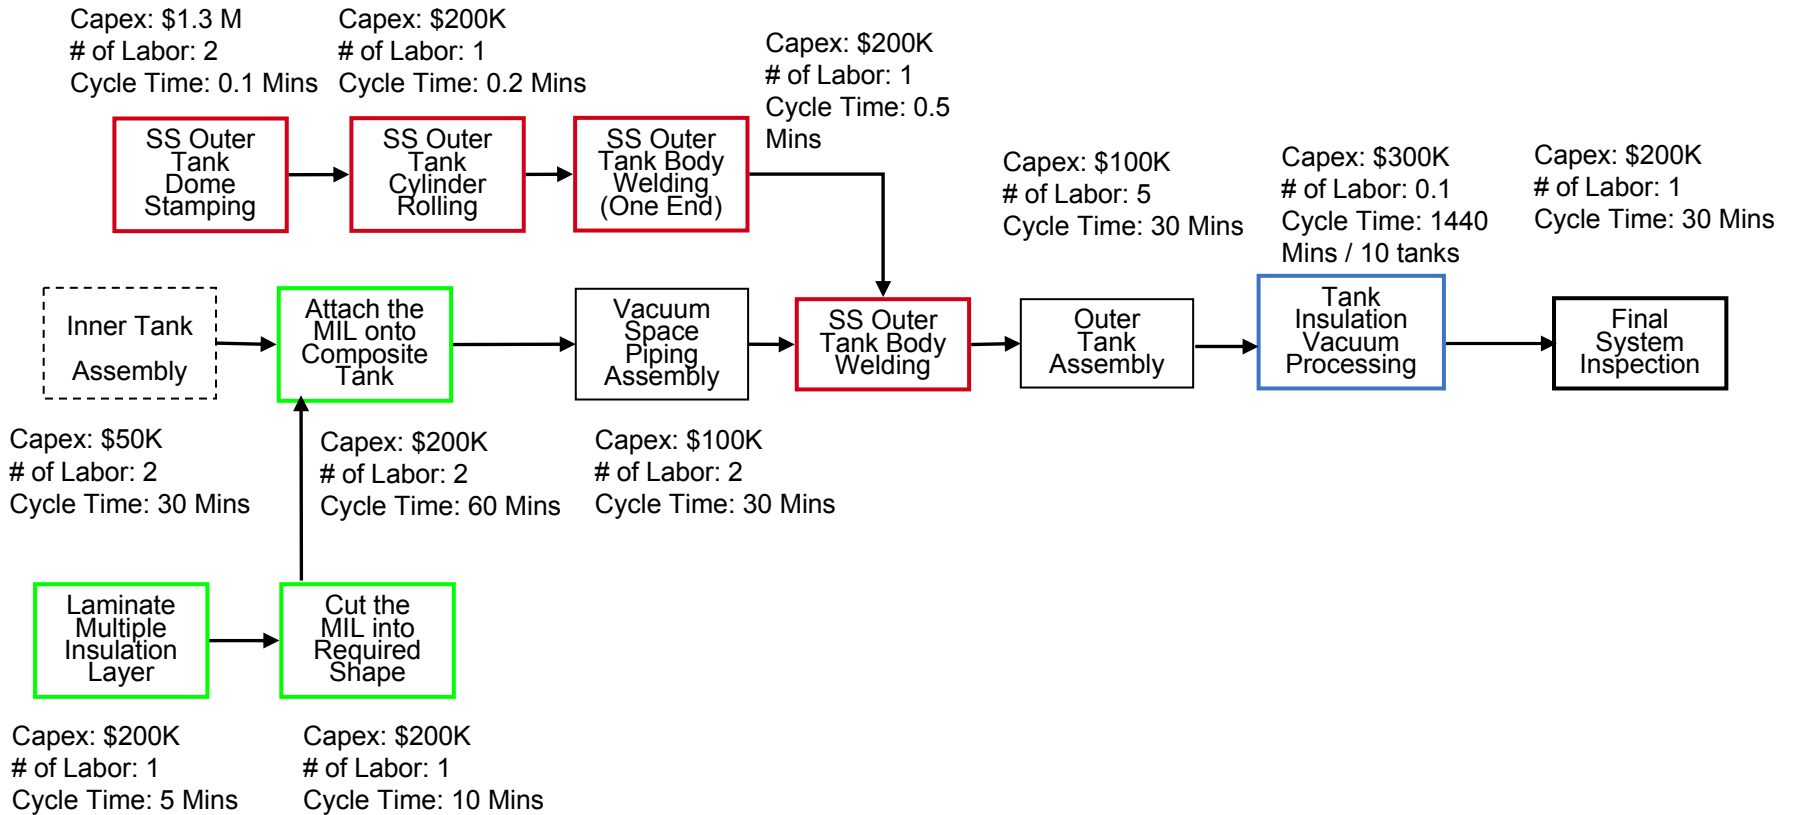 Capex: $1.3 M
# of Labor: 2
Cycle Time: 0.1 Mins
Capex: $200K
# of Labor: 1
Cycle Time: 0.2 Mins
Capex: $200K
# of Labor: 1
Cycle Time: 0.5
Mins
SS Outer
Tank
Dome
Stamping
SS Outer
Tank
Cylinder
Rolling
SS Outer
Tank Body
Welding
(One End)
Capex: $100K
# of Labor: 5
Cycle Time: 30 Mins
Capex: $300K
# of Labor: 0.1
Cycle Time: 1440
Mins / 10 tanks
Capex: $200K
# of Labor: 1
Cycle Time: 30 Mins
Inner Tank
Assembly
Attach the
MIL onto
Composite
Tank
Vacuum
Space
Piping
Assembly
SS Outer
Tank Body
Welding
Outer
Tank
Assembly
Tank
Insulation
Vacuum
Processing
Final
System
Inspection
Capex: $50K
# of Labor: 2
Cycle Time: 30 Mins
Capex: $200K
# of Labor: 2
Cycle Time: 60 Mins
Capex: $100K
# of Labor: 2
Cycle Time: 30 Mins
Laminate
Multiple
Insulation
Layer
Cut the
MIL into
Required
Shape
Capex: $200K
# of Labor: 1
Cycle Time: 5 Mins
Capex: $200K
# of Labor: 1
Cycle Time: 10 Mins